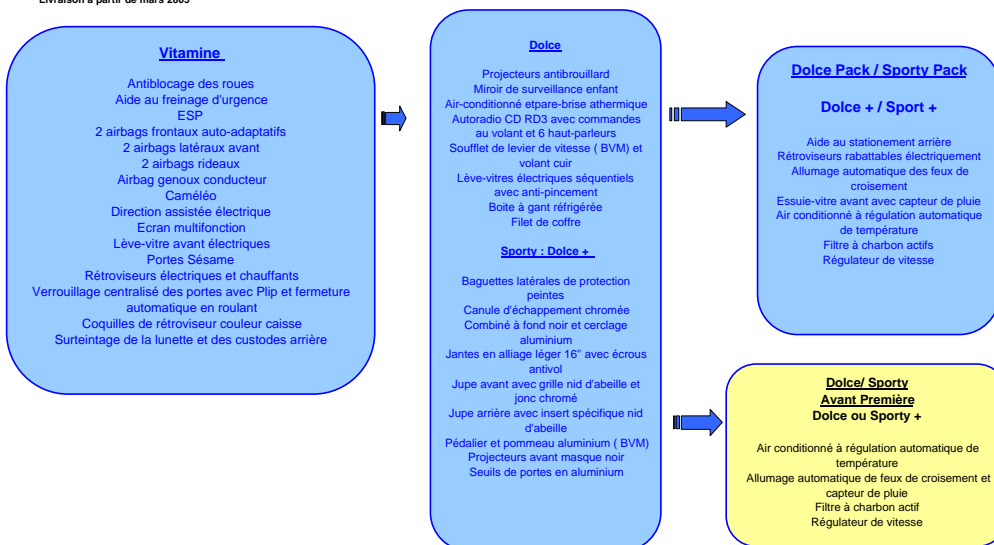 Livraison à partir de mars 2005
Vitamine
Antiblocage des roues
Aide au freinage d'urgence
ESP
2 airbags frontaux auto-adaptatifs
2 airbags latéraux avant
2 airbags rideaux
Airbag genoux conducteur
Caméléo
Direction assistée électrique
Ecran multifonction
Lève-vitre avant électriques
Portes Sésame
Rétroviseurs électriques et chauffants
Verrouillage centralisé des portes avec Plip et fermeture
automatique en roulant
Coquilles de rétroviseur couleur caisse
Surteintage de la lunette et des custodes arrière
Dolce
Projecteurs antibrouillard
Miroir de surveillance enfant
Air-conditionné etpare-brise athermique
Autoradio CD RD3 avec commandes
au volant et 6 haut-parleurs
Soufflet de levier de vitesse ( BVM) et
volant cuir
Lève-vitres électriques séquentiels
avec anti-pincement
Boite à gant réfrigérée
Filet de coffre
Sporty : Dolce +
Baguettes latérales de protection
peintes
Canule d'échappement chromée
Combiné à fond noir et cerclage
aluminium
Jantes en alliage léger 16" avec écrous
antivol
Jupe avant avec grille nid d'abeille et
jonc chromé
Jupe arrière avec insert spécifique nid
d'abeille
Pédalier et pommeau aluminium ( BVM)
Projecteurs avant masque noir
Seuils de portes en aluminium
Dolce Pack / Sporty Pack
Dolce + / Sport +
Aide au stationement arrière
Rétroviseurs rabattables électriquement
Allumage automatique des feux de
croisement
Essuie-vitre avant avec capteur de pluie
Air conditionné à régulation automatique
de température
Filtre à charbon actifs
Régulateur de vitesse
Dolce/ Sporty
Avant Première
Dolce ou Sporty +
Air conditionné à régulation automatique de
température
Allumage automatique de feux de croisement et
capteur de pluie
Filtre à charbon actif
Régulateur de vitesse